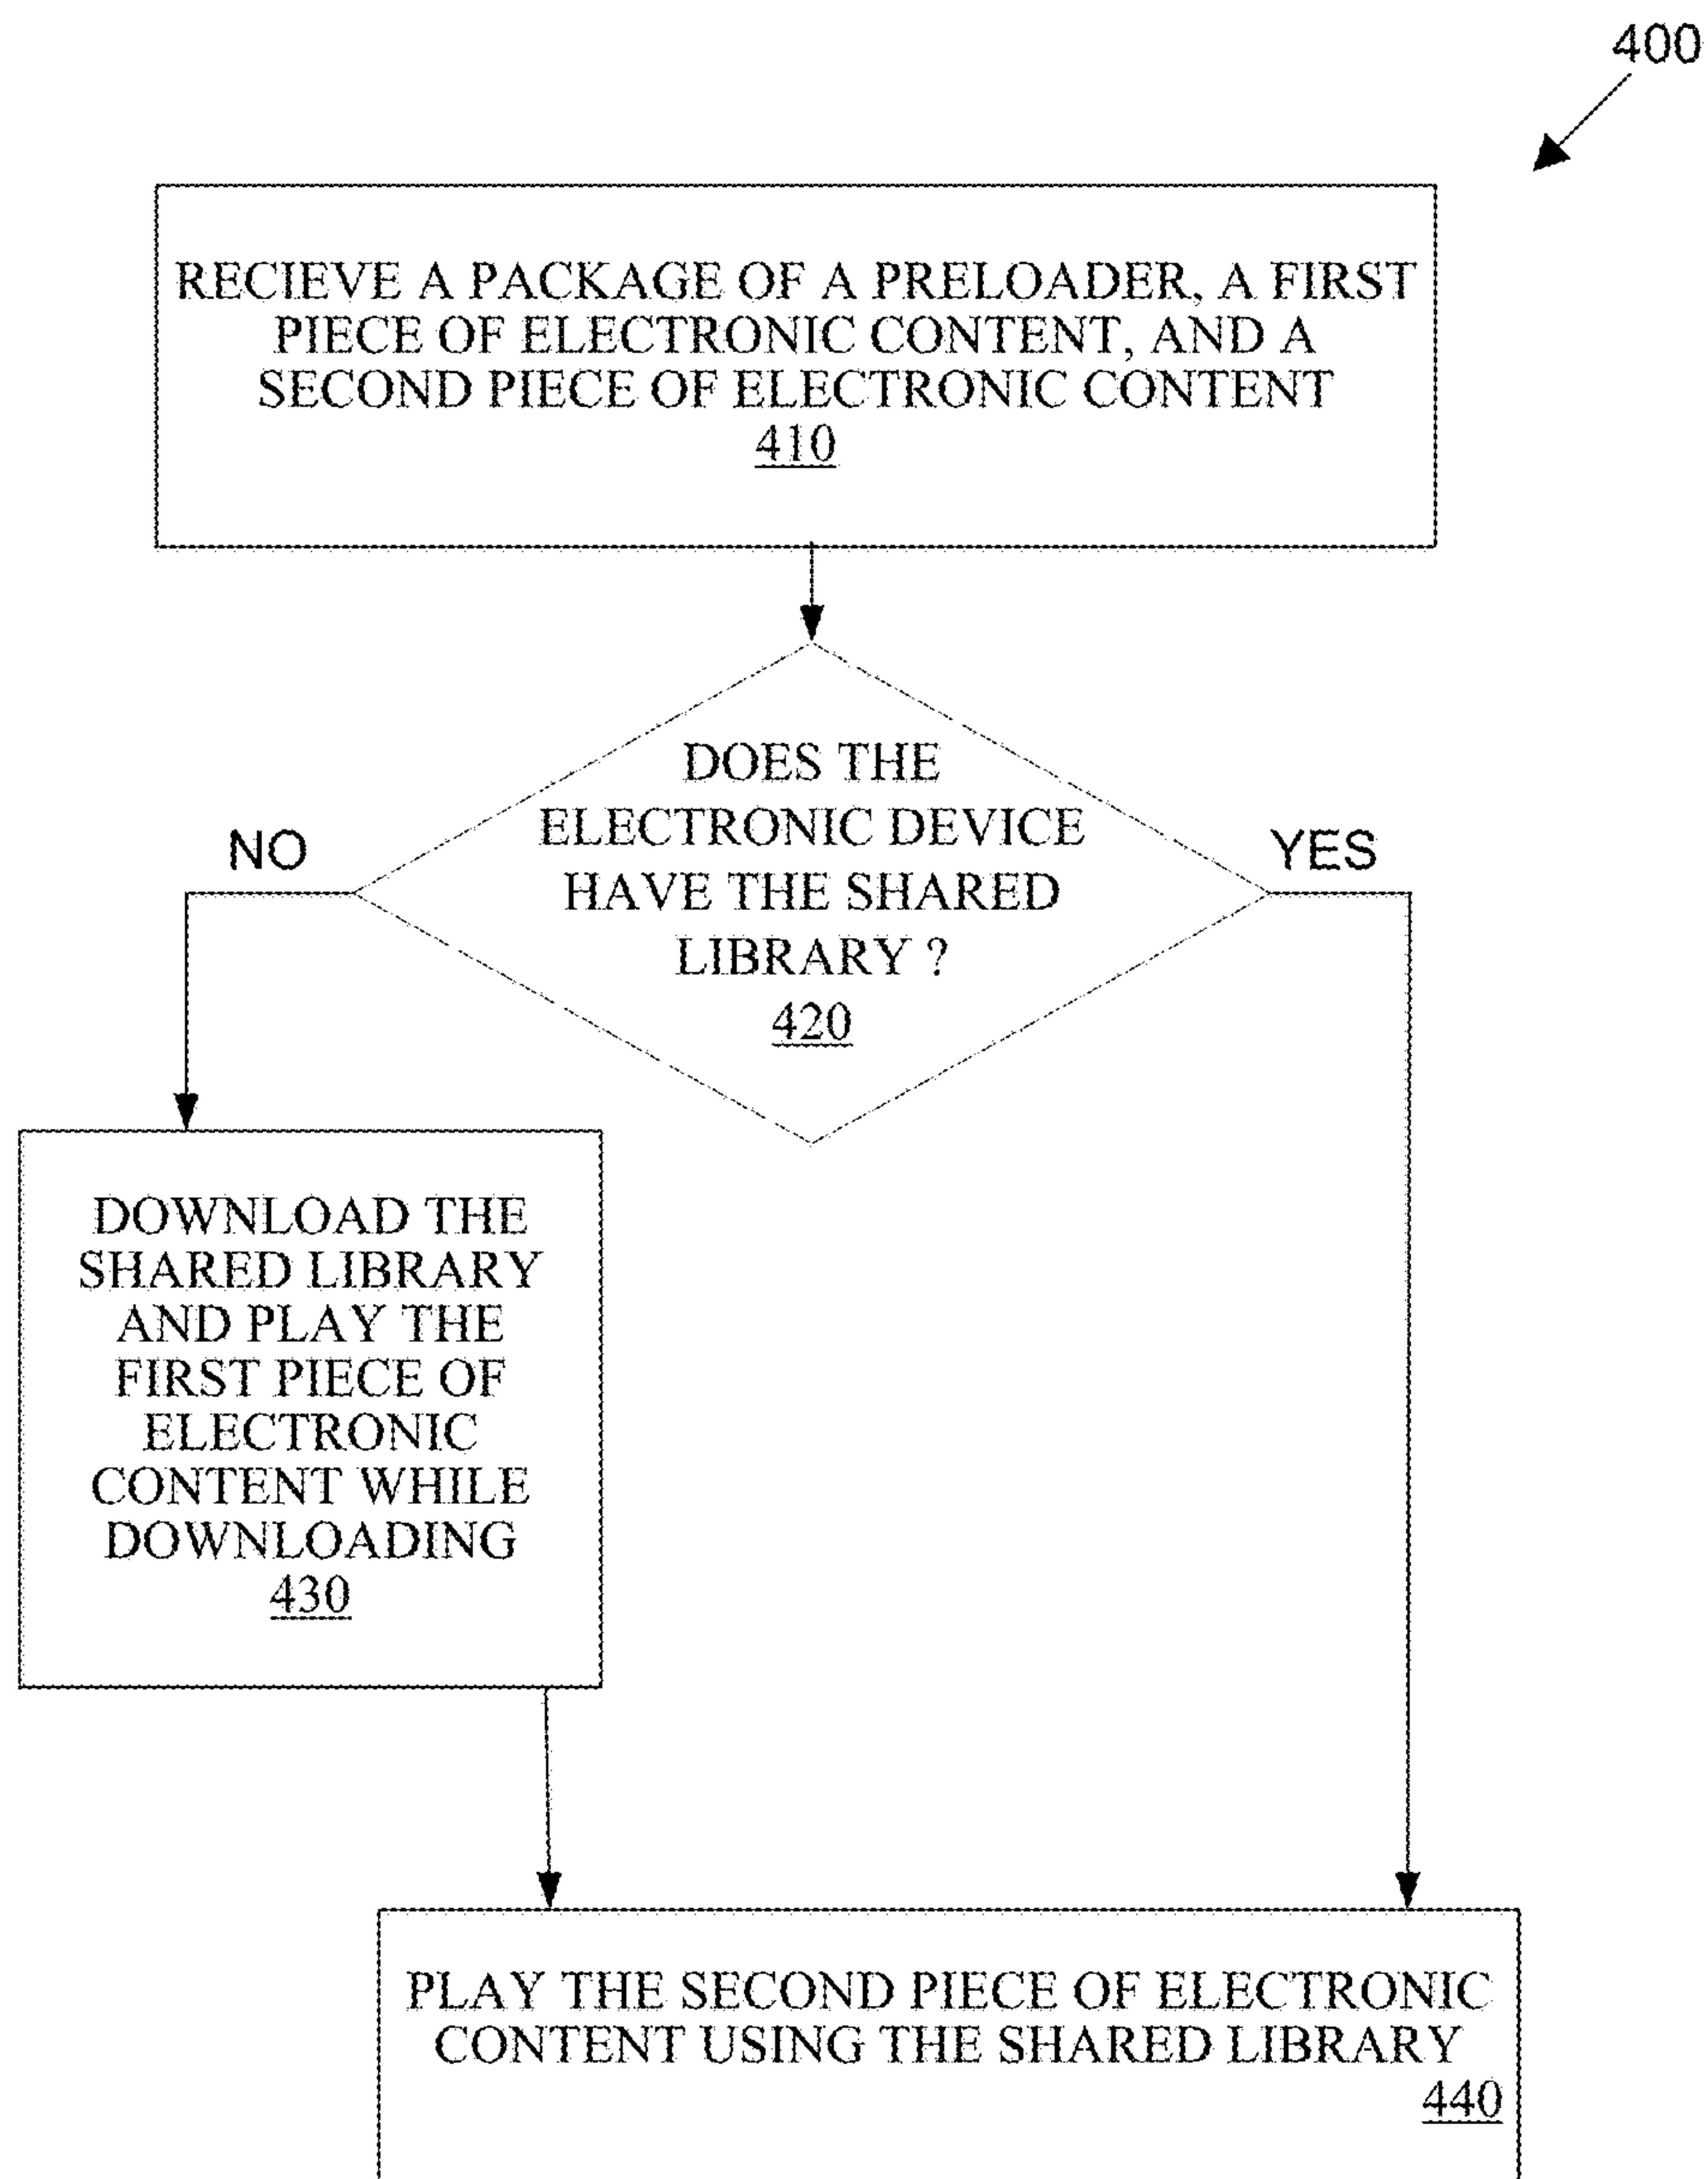 400
RECIEVE A PACKAGE OF A PRELOADER, A FIRST
PIECE OF ELECTRONIC CONTENT, AND A
SECOND PIECE OF ELECTRONIC CONTENT
410
DOES THE
ELECTRONIC DEVICE
HAVE THE SHARED
LIBRARY ?
420
NO
YES
DOWNLOAD THE
SHARED LIBRARY
AND PLAY THE
FIRST PIECE OF
ELECTRONIC
CONTENT WHILE
DOWNLOADING
430
PLAY THE SECOND PIECE OF ELECTRONIC
CONTENT USING THE SHARED LIBRARY
440